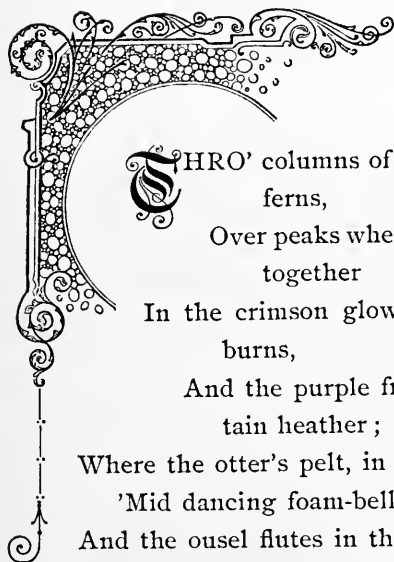 THRO' columns of
ferns,
Over peaks whe
together
In the crimson glow
burns,
And the purple fr
tain heather ;
Where the otter's pelt, in
'Mid dancing foam-bell
And the ousel flutes in th